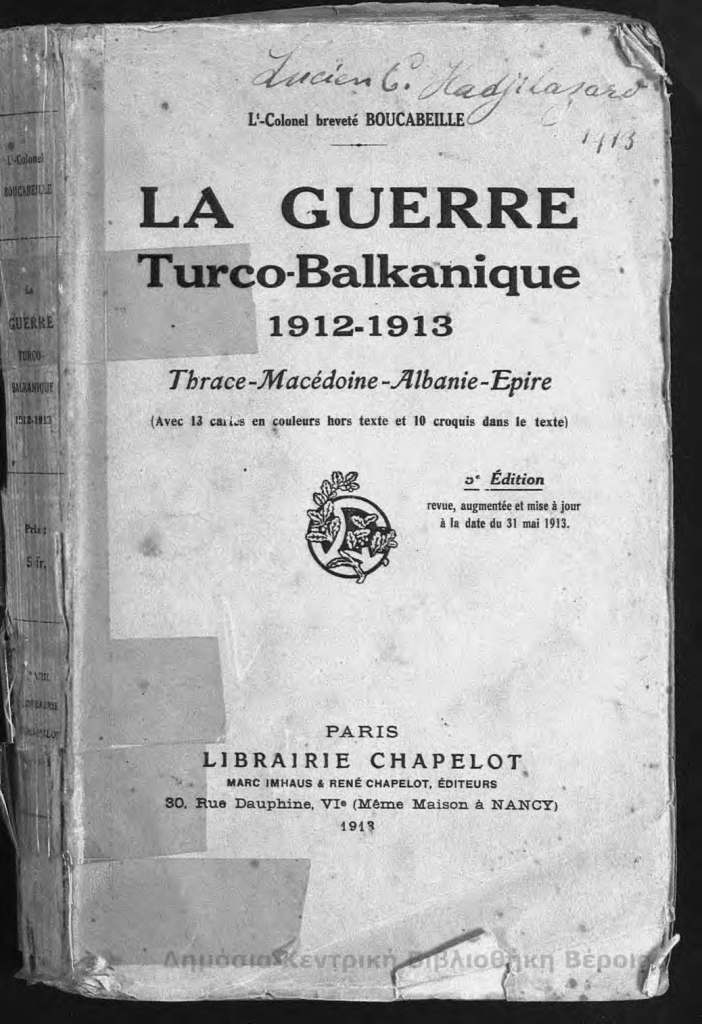 Lucien C. Hadjilazaro
1913
Lᵗ-Colonel breveté BOUCABEILLE
LA GUERRE
Turco-Balkanique
1912-1913
Thrace-Macédoine-Albanie-Epire
(Avec 13 cartes en couleurs hors texte et 10 croquis dans le texte)
Édition
revue, augmentée et mise à jour
à la date du 31 mai 1913.
PARIS
LIBRAIRIE CHAPELOT
MARC IMHAUS & RENÉ CHAPELOT, ÉDITEURS
30, Rue Dauphine, VIᵉ (Même Maison à NANCY)
1913
Lᵗ-Colonel
BOUCABEILLE
LA
GUERRE
TURCO-
BALKANIQUE
1912-1913
Prix :
5 fr.
Δημόσια Κεντρική Βιβλιοθήκη Βέροιας